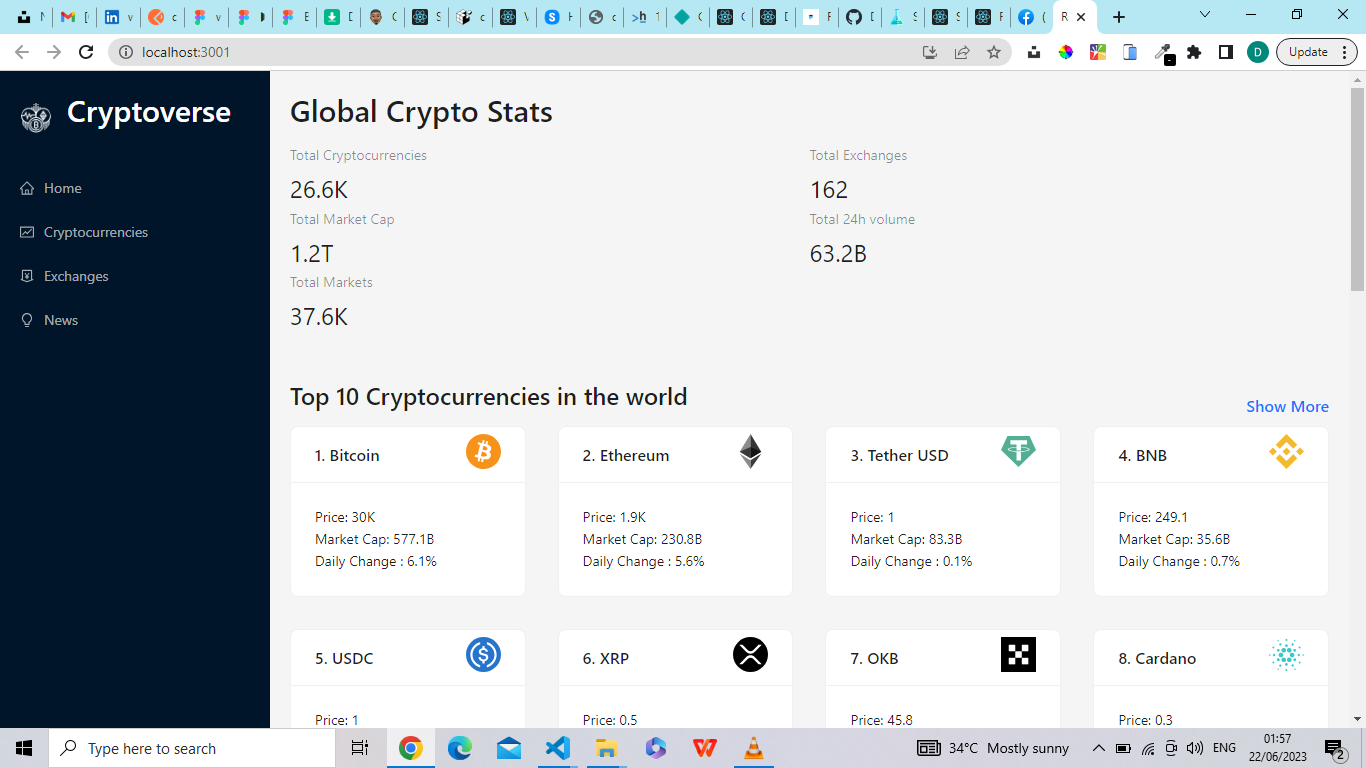 localhost:3001
D
Update
Cryptoverse
Home
Cryptocurrencies
Exchanges
News
Global Crypto Stats
Total Cryptocurrencies
26.6K
Total Exchanges
162
Total Market Cap
1.2T
Total 24h volume
63.2B
Total Markets
37.6K
Top 10 Cryptocurrencies in the world
Show More
1. Bitcoin
Price: 30K
Market Cap: 577.1B
Daily Change : 6.1%
2. Ethereum
Price: 1.9K
Market Cap: 230.8B
Daily Change : 5.6%
3. Tether USD
Price: 1
Market Cap: 83.3B
Daily Change : 0.1%
4. BNB
Price: 249.1
Market Cap: 35.6B
Daily Change : 0.7%
5. USDC
Price: 1
6. XRP
Price: 0.5
7. OKB
Price: 45.8
8. Cardano
Price: 0.3
Type here to search
34°C Mostly sunny
ENG
01:57
22/06/2023
2